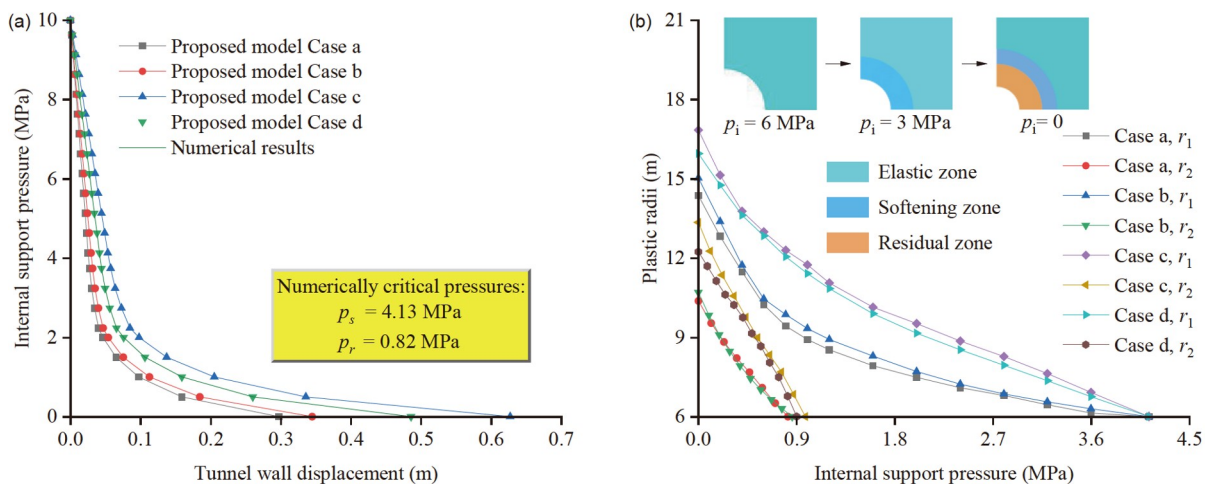 (a)
10
8
6
4
2
0
Internal support pressure (MPa)
Proposed model Case a
Proposed model Case b
Proposed model Case c
Proposed model Case d
Numerical results
Numerically critical pressures:
p_s = 4.13 MPa
p_r = 0.82 MPa
0.0 0.1 0.2 0.3 0.4 0.5 0.6 0.7
Tunnel wall displacement (m)
(b)
21
18
15
12
9
6
Plastic radii (m)
p_i = 6 MPa p_i = 3 MPa p_i=0
Elastic zone
Softening zone
Residual zone
Case a, r_1
Case a, r_2
Case b, r_1
Case b, r_2
Case c, r_1
Case c, r_2
Case d, r_1
Case d, r_2
0.0 0.9 1.8 2.7 3.6 4.5
Internal support pressure (MPa)